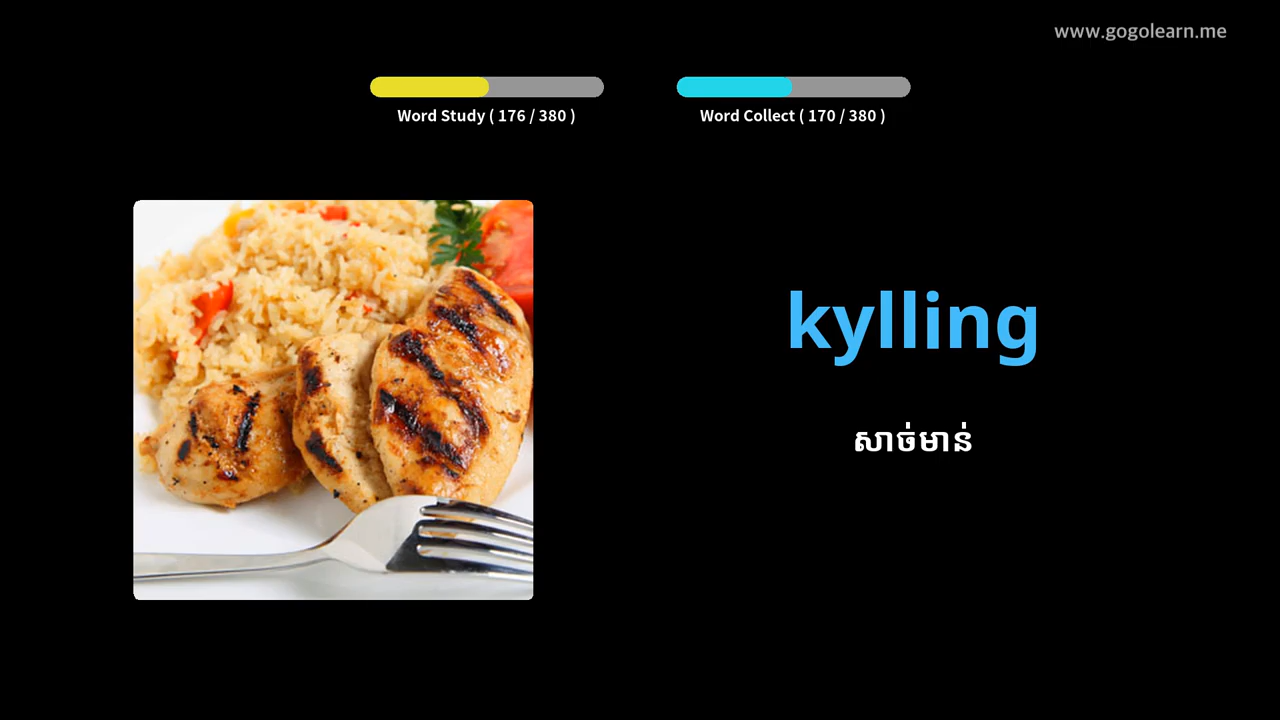 www.gogolearn.me
Word Study ( 176 / 380 )
Word Collect ( 170 / 380 )
kylling
សាច់មាន់